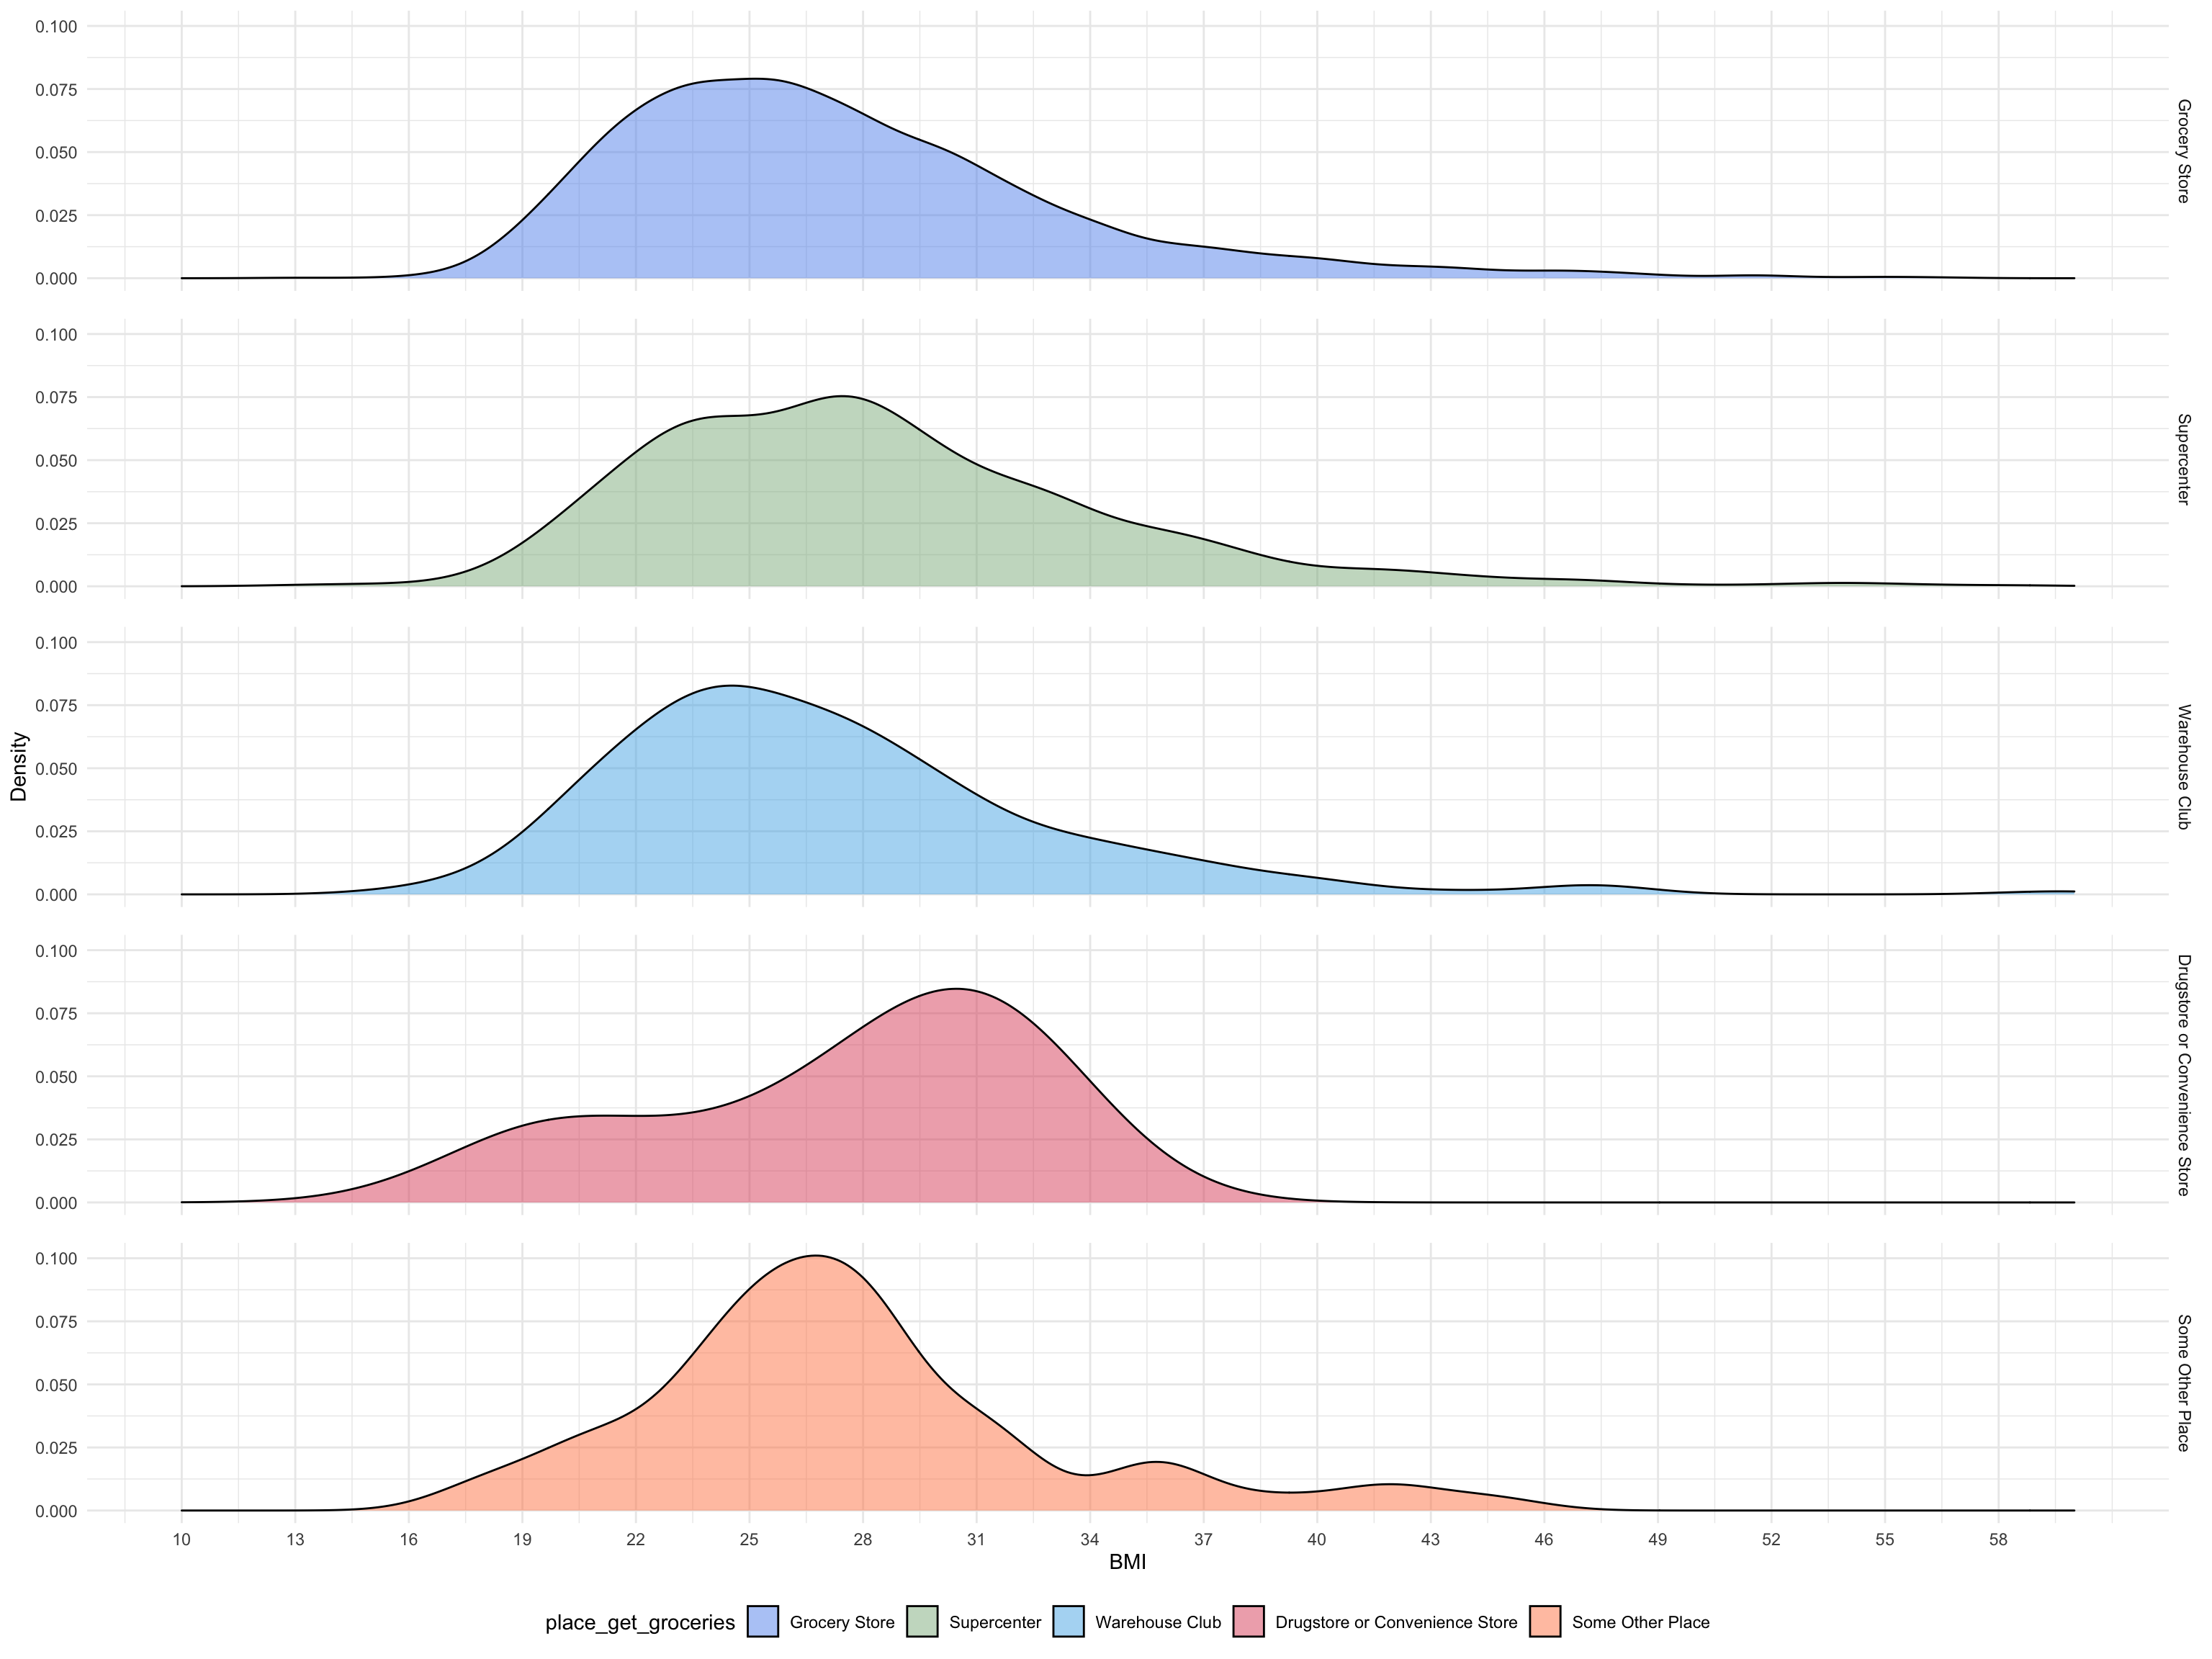 0.100
0.075
0.050
0.025
0.000
Grocery Store
0.100
0.075
0.050
0.025
0.000
Supercenter
0.100
0.075
0.050
0.025
0.000
Warehouse Club
Density
0.100
0.075
0.050
0.025
0.000
Drugstore or Convenience Store
0.100
0.075
0.050
0.025
0.000
Some Other Place
10 13 16 19 22 25 28 31 34 37 40 43 46 49 52 55 58
BMI
place_get_groceries Grocery Store Supercenter Warehouse Club Drugstore or Convenience Store Some Other Place